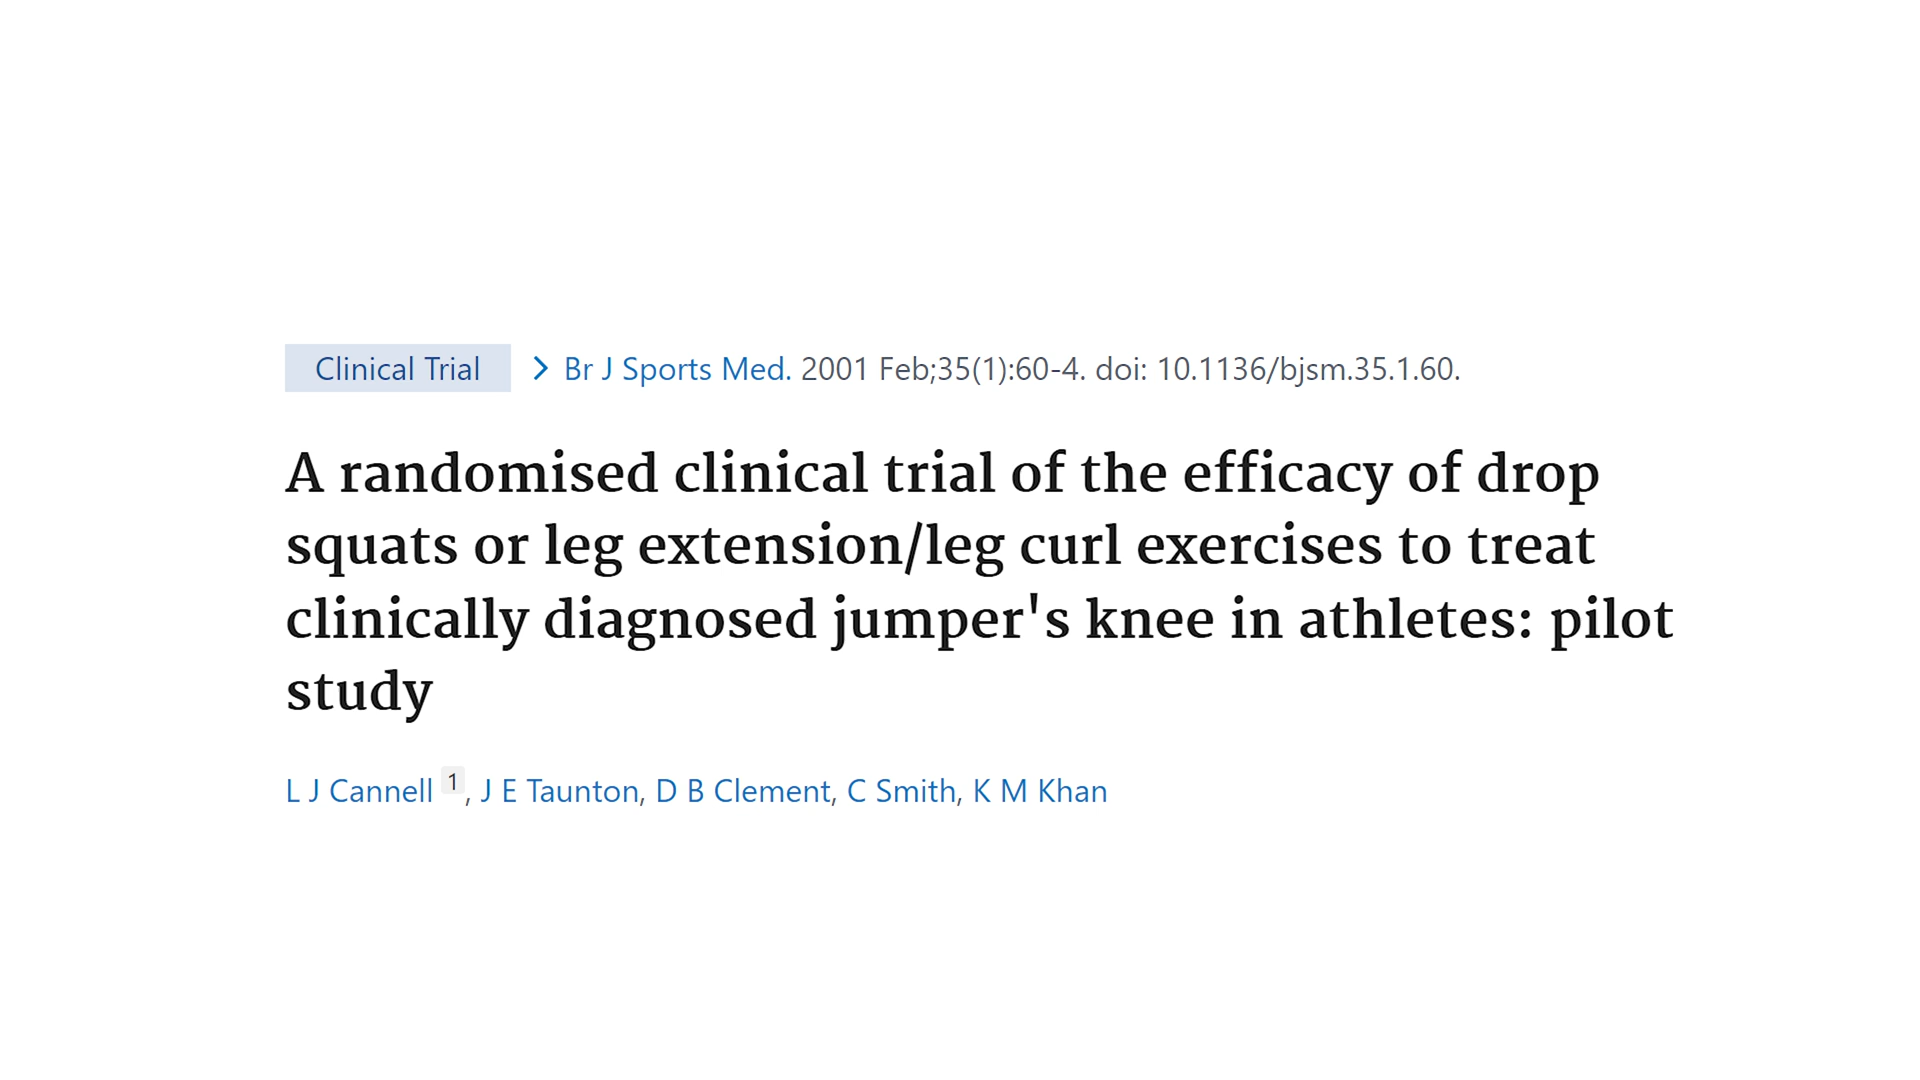 Clinical Trial > Br J Sports Med. 2001 Feb;35(1):60-4. doi: 10.1136/bjsm.35.1.60.
A randomised clinical trial of the efficacy of drop
squats or leg extension/leg curl exercises to treat
clinically diagnosed jumper's knee in athletes: pilot
study
L J Cannell 1, J E Taunton, D B Clement, C Smith, K M Khan